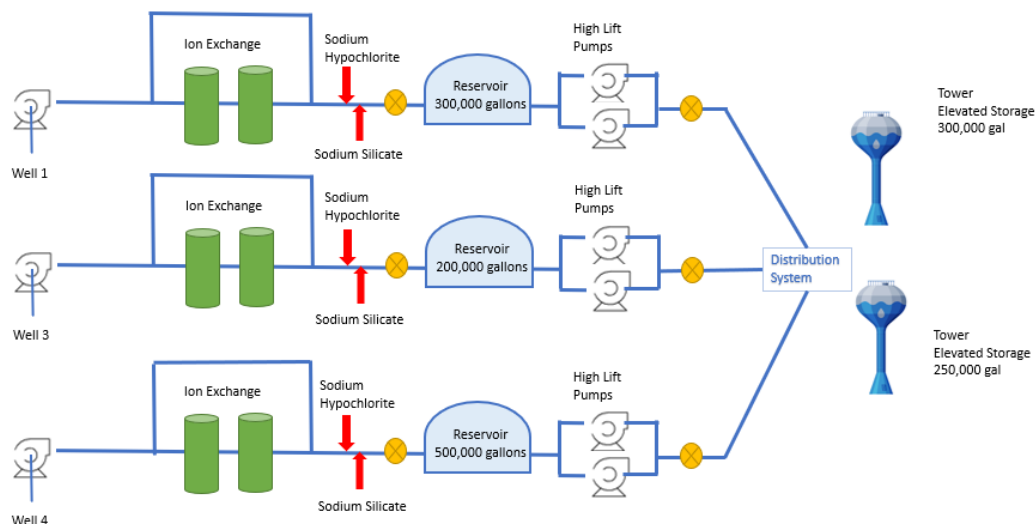 Ion Exchange
Sodium
Hypochlorite
Sodium Silicate
Reservoir
300,000 gallons
High Lift
Pumps
Well 1
Tower
Elevated Storage
300,000 gal
Ion Exchange
Sodium
Hypochlorite
Sodium Silicate
Reservoir
200,000 gallons
High Lift
Pumps
Well 3
Distribution
System
Tower
Elevated Storage
250,000 gal
Ion Exchange
Sodium
Hypochlorite
Sodium Silicate
Reservoir
500,000 gallons
High Lift
Pumps
Well 4